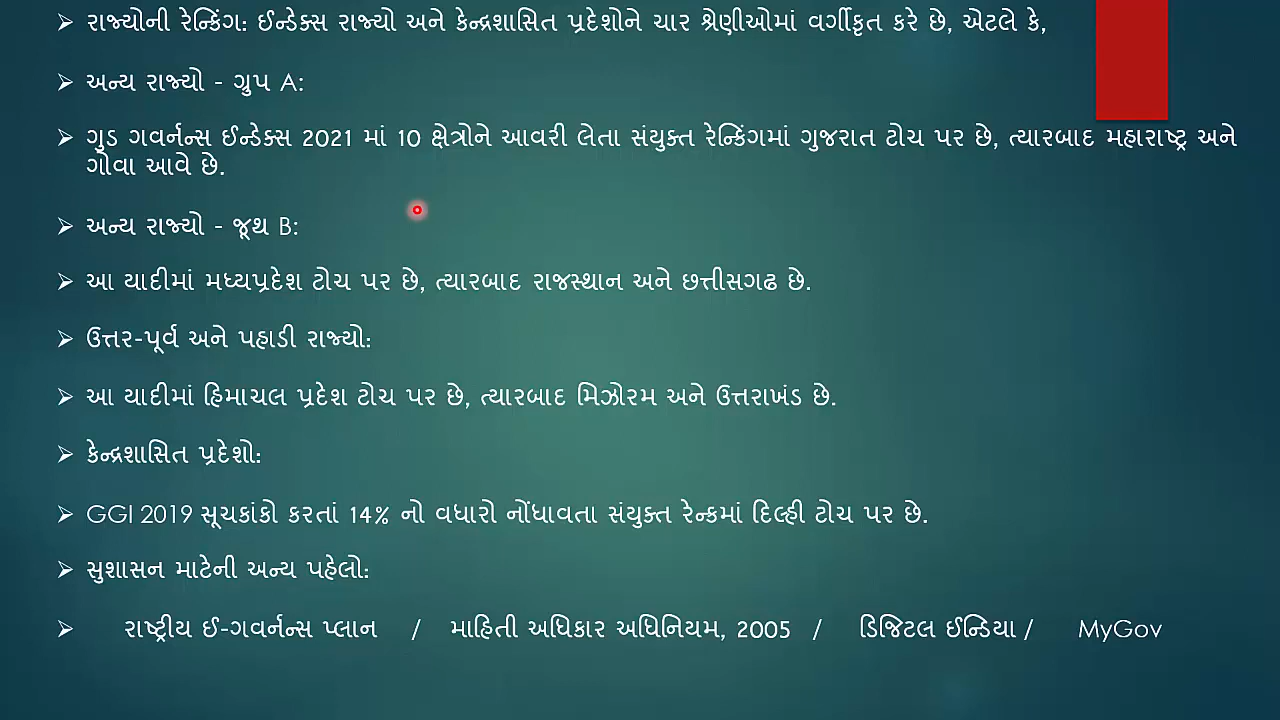 રાજ્યોની રેન્કિંગ: ઈન્ડેક્સ રાજ્યો અને કેન્દ્રશાસિત પ્રદેશોને ચાર શ્રેણીઓમાં વર્ગીકૃત કરે છે, એટલે કે,
અન્ય રાજ્યો - ગ્રુપ A:
ગુડ ગવર્નન્સ ઈન્ડેક્સ 2021 માં 10 ક્ષેત્રોને આવરી લેતા સંયુક્ત રેન્કિંગમાં ગુજરાત ટોચ પર છે, ત્યારબાદ મહારાષ્ટ્ર અને
ગોવા આવે છે.
અન્ય રાજ્યો - જૂથ B:
આ યાદીમાં મધ્યપ્રદેશ ટોચ પર છે, ત્યારબાદ રાજસ્થાન અને છત્તીસગઢ છે.
ઉત્તર-પૂર્વ અને પહાડી રાજ્યો:
આ યાદીમાં હિમાચલ પ્રદેશ ટોચ પર છે, ત્યારબાદ મિઝોરમ અને ઉત્તરાખંડ છે.
કેન્દ્રશાસિત પ્રદેશો:
GGI 2019 સૂચકાંકો કરતાં 14% નો વધારો નોંધાવતા સંયુક્ત રેન્કમાં દિલ્હી ટોચ પર છે.
સુશાસન માટેની અન્ય પહેલો:
રાષ્ટ્રીય ઈ-ગવર્નન્સ પ્લાન / માહિતી અધિકાર અધિનિયમ, 2005 / ડિજિટલ ઈન્ડિયા / MyGov